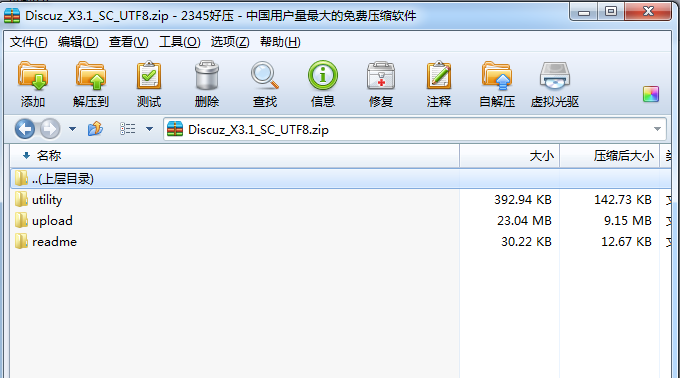 Discuz_X3.1_SC_UTF8.zip - 2345好压 - 中国用户量最大的免费压缩软件
文件(F) 编辑(D) 查看(V) 工具(O) 选项(Z) 帮助(H)
添加 解压到 测试 删除 查找 信息 修复 注释 自解压 虚拟光驱
Discuz_X3.1_SC_UTF8.zip
名称 大小 压缩后大小
..(上层目录)
utility 392.94 KB 142.73 KB
upload 23.04 MB 9.15 MB
readme 30.22 KB 12.67 KB